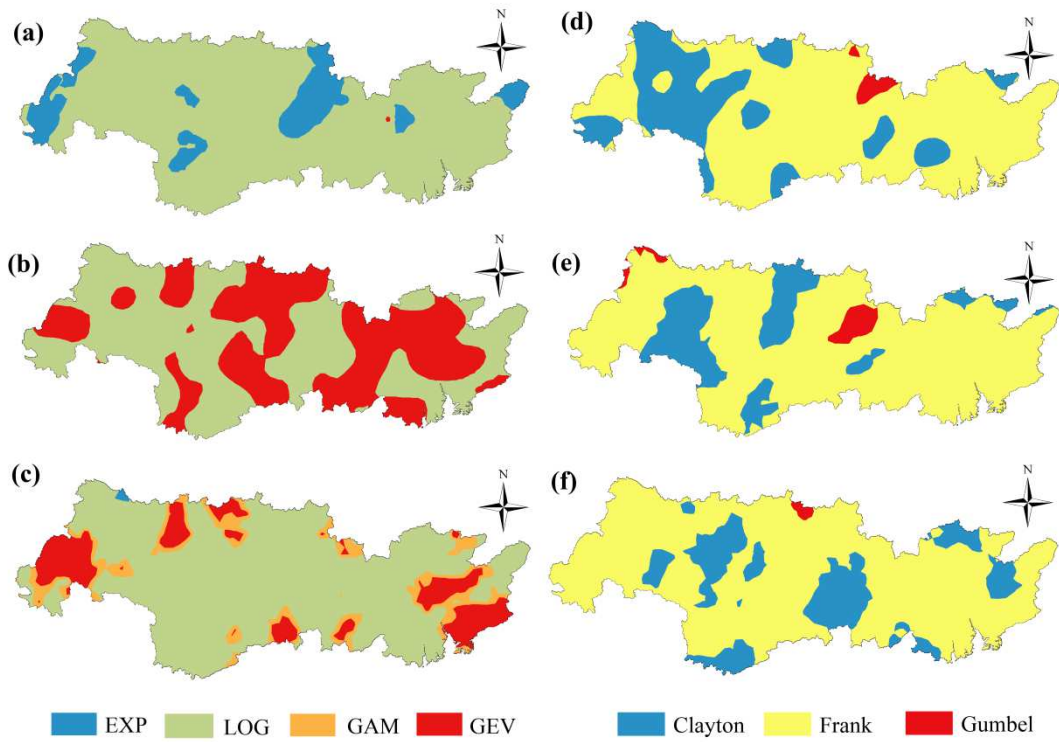 (a)
N
(d)
N
(b)
N
(e)
N
(c)
N
(f)
N
EXP LOG GAM GEV
Clayton Frank Gumbel